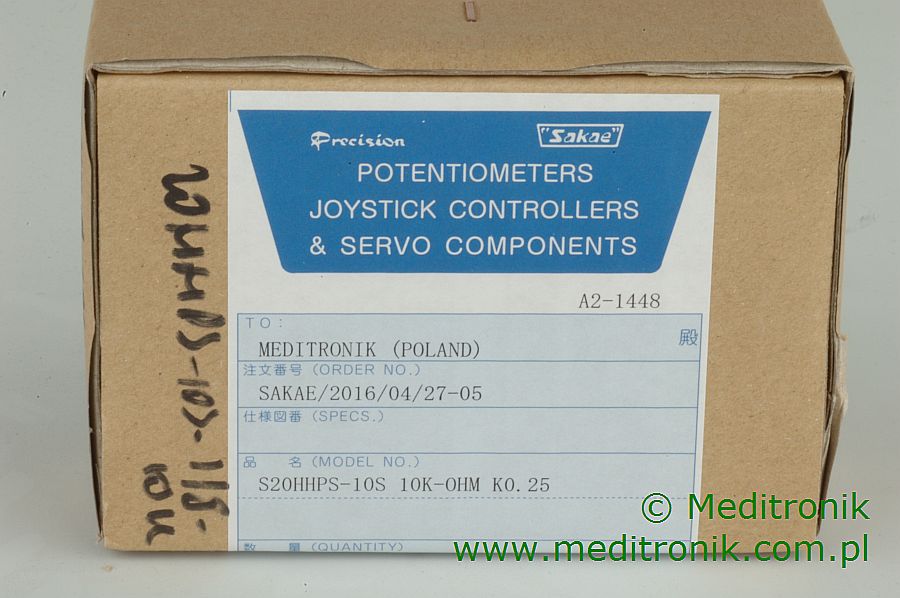 Precision "Sakae"
POTENTIOMETERS
JOYSTICK CONTROLLERS
& SERVO COMPONENTS
A2-1448
TO:
殿
MEDITRONIK (POLAND)
注文番号 (ORDER NO.)
SAKAE/2016/04/27-05
仕様図番 (SPECS.)
品 名 (MODEL NO.)
S20HHPS-10S 10K-OHM K0.25
数 量 (QUANTITY)
© Meditronik
www.meditronik.com.pl